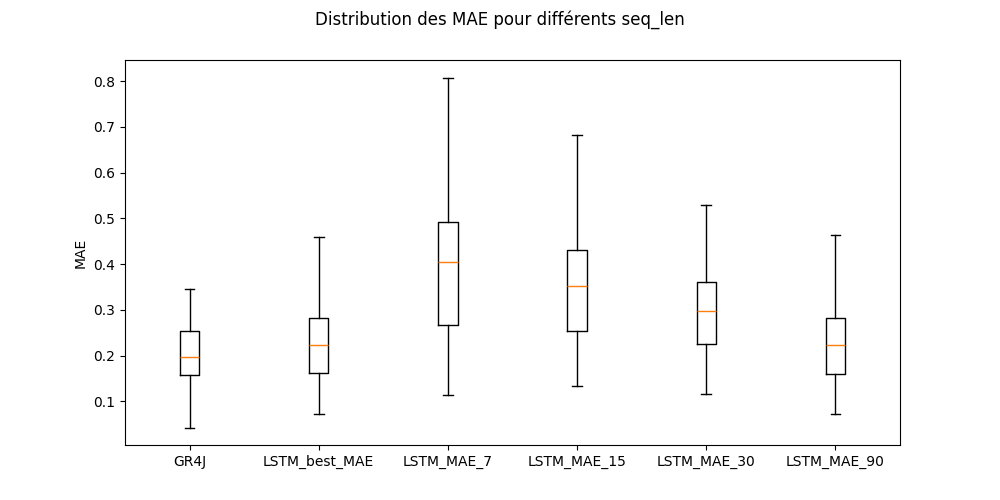 Distribution des MAE pour différents seq_len
MAE
0.8
0.7
0.6
0.5
0.4
0.3
0.2
0.1
GR4J LSTM_best_MAE LSTM_MAE_7 LSTM_MAE_15 LSTM_MAE_30 LSTM_MAE_90